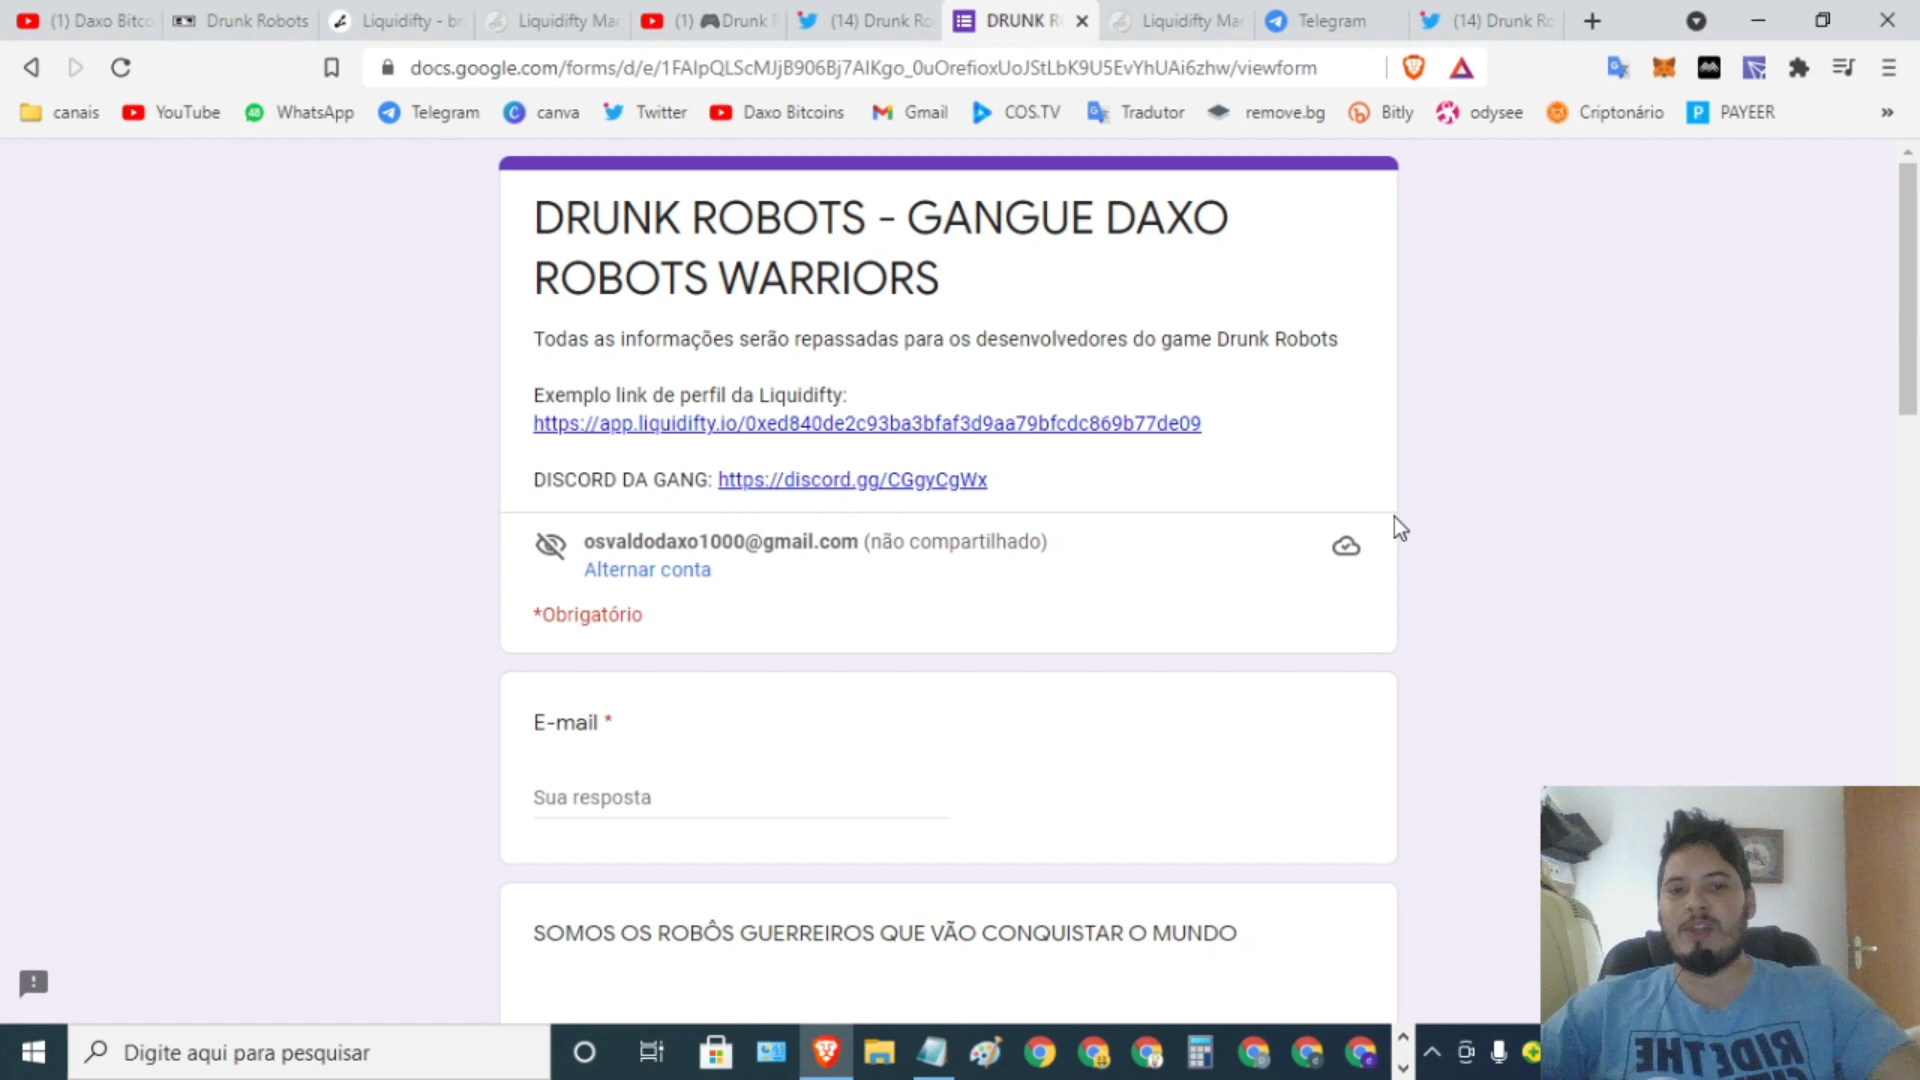 (1) Daxo Bitco
Drunk Robots
Liquidifty - br
Liquidifty Ma
(1) 🎮Drunk R
(14) Drunk Ro
DRUNK R
Liquidifty Ma
Telegram
(14) Drunk Ro
docs.google.com/forms/d/e/1FAIpQLScMJjB906Bj7AlKgo_0uOrefioxUoJStLbK9U5EvYhUAi6zhw/viewform
canais
YouTube
WhatsApp
Telegram
canva
Twitter
Daxo Bitcoins
Gmail
COS.TV
Tradutor
remove.bg
Bitly
odysee
Criptonário
PAYEER
»
DRUNK ROBOTS - GANGUE DAXO
ROBOTS WARRIORS
Todas as informações serão repassadas para os desenvolvedores do game Drunk Robots
Exemplo link de perfil da Liquidifty:
https://app.liquidifty.io/0xed840de2c93ba3bfaf3d9aa79bfcdc869b77de09
DISCORD DA GANG: https://discord.gg/CGgyCgWx
osvaldodaxo1000@gmail.com (não compartilhado)
Alternar conta
*Obrigatório
E-mail *
Sua resposta
SOMOS OS ROBÔS GUERREIROS QUE VÃO CONQUISTAR O MUNDO
Digite aqui para pesquisar
RIDE THE